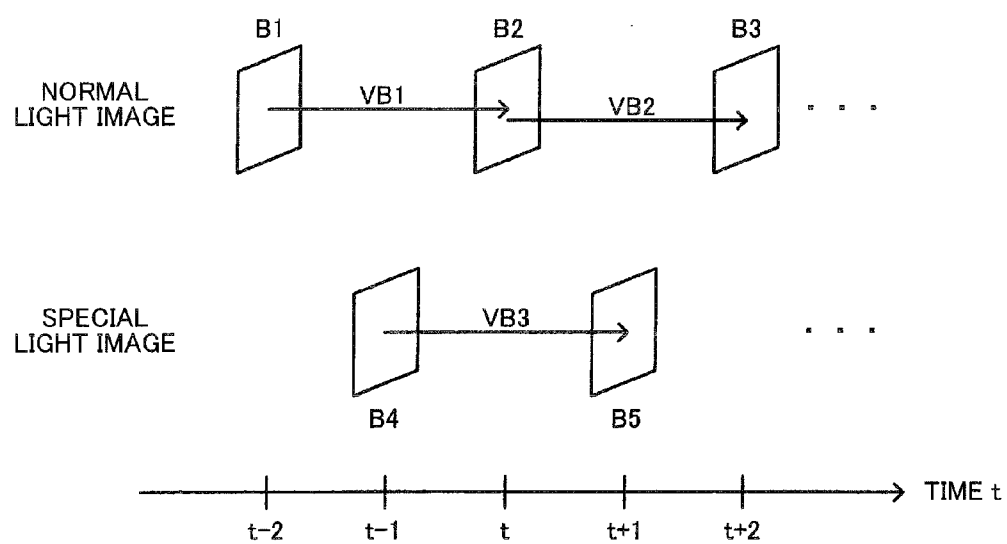 B1 B2 B3
NORMAL
LIGHT IMAGE
VB1
VB2
SPECIAL
LIGHT IMAGE
VB3
B4 B5
TIME t
t-2 t-1 t t+1 t+2